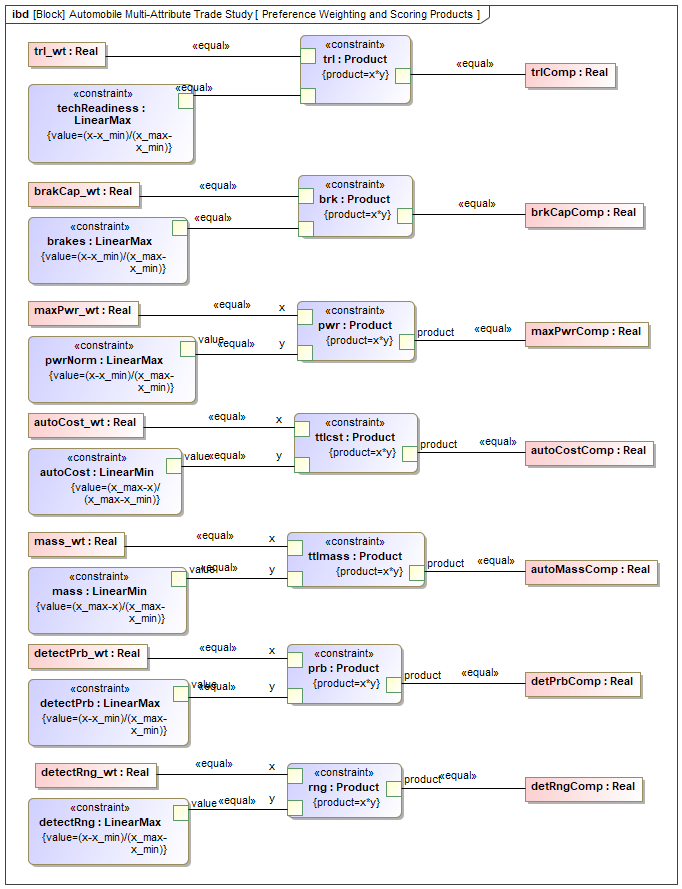 ibd [Block] Automobile Multi-Attribute Trade Study [ Preference Weighting and Scoring Products ]
trl_wt : Real
«equal»
«constraint»
trl : Product
{product=x*y}
«equal»
trlComp : Real
«constraint»
techReadiness :
LinearMax
{value=(x-x_min)/(x_max-
x_min)}
«equal»
brakCap_wt : Real
«equal»
«constraint»
brk : Product
{product=x*y}
«equal»
brkCapComp : Real
«constraint»
brakes : LinearMax
{value=(x-x_min)/(x_max-
x_min)}
«equal»
maxPwr_wt : Real
«equal»
x
«constraint»
pwr : Product
{product=x*y}
product
«equal»
maxPwrComp : Real
«constraint»
pwrNorm : LinearMax
{value=(x-x_min)/(x_max-
x_min)}
value
«equal»
y
autoCost_wt : Real
«equal»
x
«constraint»
ttlcst : Product
{product=x*y}
product
«equal»
autoCostComp : Real
«constraint»
autoCost : LinearMin
{value=(x_max-x)/
(x_max-x_min)}
value
«equal»
y
mass_wt : Real
«equal»
x
«constraint»
ttlmass : Product
{product=x*y}
product
«equal»
autoMassComp : Real
«constraint»
mass : LinearMin
{value=(x_max-x)/(x_max-
x_min)}
value
«equal»
y
detectPrb_wt : Real
«equal»
x
«constraint»
prb : Product
{product=x*y}
product
«equal»
detPrbComp : Real
«constraint»
detectPrb : LinearMax
{value=(x-x_min)/(x_max-
x_min)}
value
«equal»
y
detectRng_wt : Real
«equal»
x
«constraint»
rng : Product
{product=x*y}
product
«equal»
detRngComp : Real
«constraint»
detectRng : LinearMax
{value=(x-x_min)/(x_max-
x_min)}
value
«equal»
y